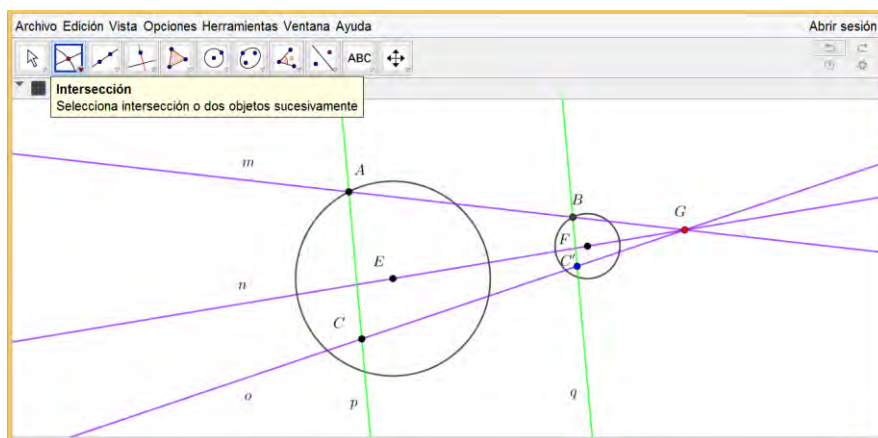 Archivo Edición Vista Opciones Herramientas Ventana Ayuda Abrir sesión
ABC
Intersección
Selecciona intersección o dos objetos sucesivamente
m
A
B
G
F
E
C'
n
C
o
p
q